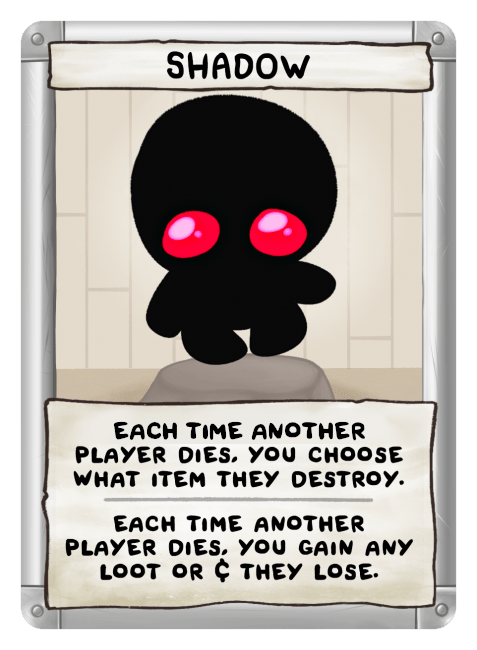 SHADOW
EACH TIME ANOTHER
PLAYER DIES, YOU CHOOSE
WHAT ITEM THEY DESTROY.
EACH TIME ANOTHER
PLAYER DIES, YOU GAIN ANY
LOOT OR ₵ THEY LOSE.